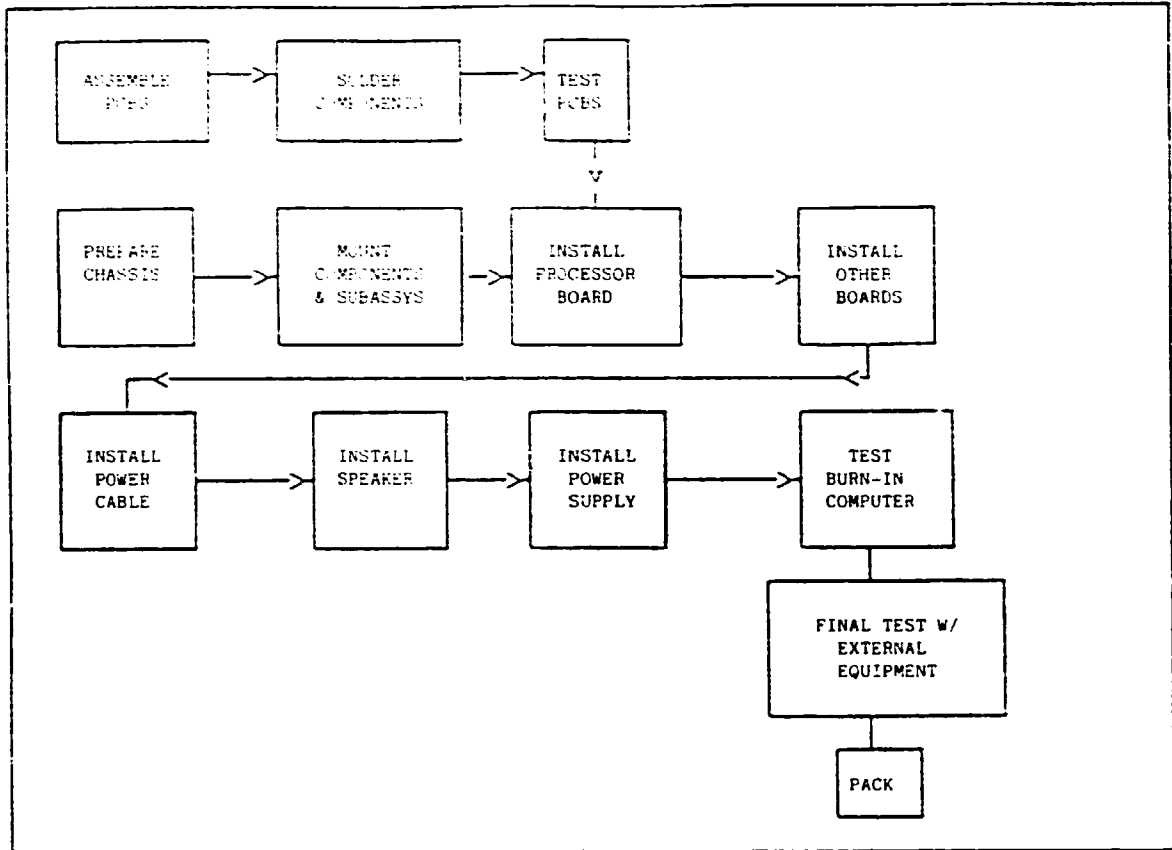 ASSEMBLE
PCBS
SOLDER
COMPONENTS
TEST
PCBS
PREPARE
CHASSIS
MOUNT
COMPONENTS
& SUBASSYS
INSTALL
PROCESSOR
BOARD
INSTALL
OTHER
BOARDS
INSTALL
POWER
CABLE
INSTALL
SPEAKER
INSTALL
POWER
SUPPLY
TEST
BURN-IN
COMPUTER
FINAL TEST W/
EXTERNAL
EQUIPMENT
PACK